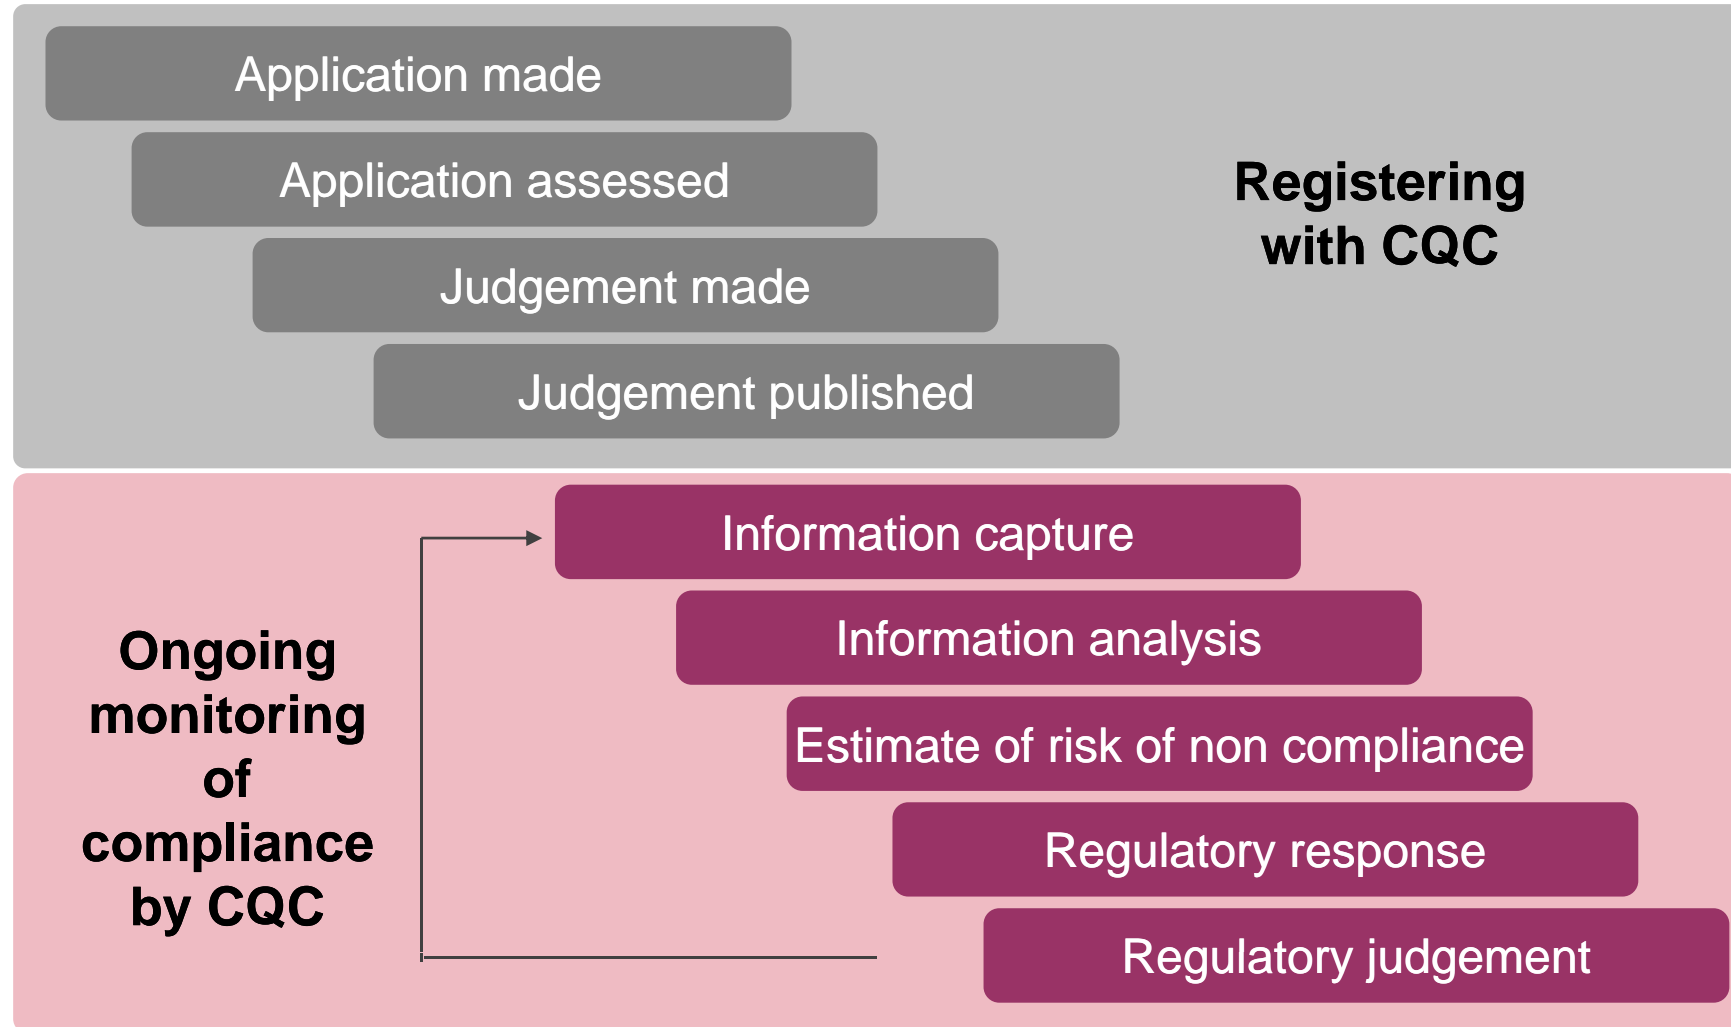 Application made
Application assessed
Registering
with CQC
Judgement made
Judgement published
Information capture
Information analysis
Ongoing
monitoring
of
compliance
by CQC
Estimate of risk of non compliance
Regulatory response
Regulatory judgement